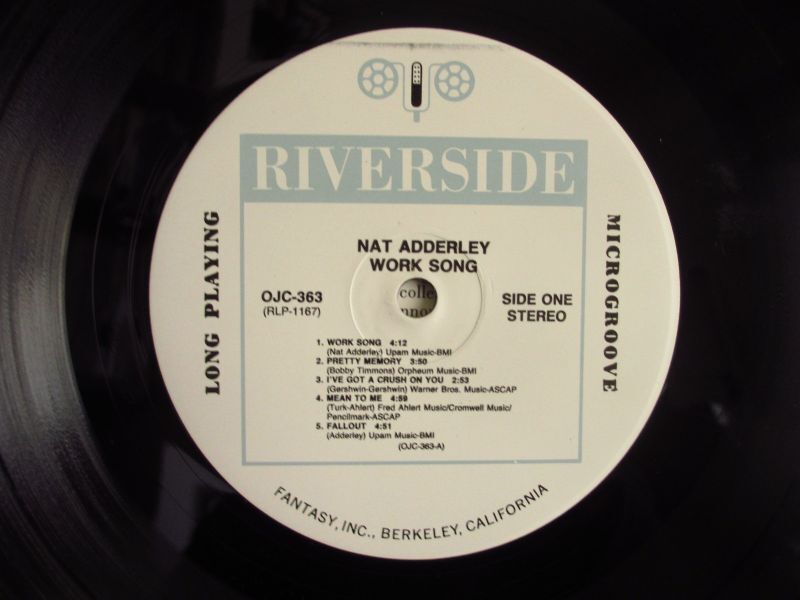 RIVERSIDE
LONG PLAYING
MICROGROOVE
NAT ADDERLEY
WORK SONG
OJC-363
(RLP-1167)
colle
SIDE ONE
STEREO
1. WORK SONG 4:12
(Nat Adderley) Upam Music-BMI
2. PRETTY MEMORY 3:50
(Bobby Timmons) Orpheum Music-BMI
3. I'VE GOT A CRUSH ON YOU 2:53
(Gershwin-Gershwin) Warner Bros. Music-ASCAP
4. MEAN TO ME 4:59
(Turk-Ahlert) Fred Ahlert Music/Cromwell Music/
Pencilmark-ASCAP
5. FALLOUT 4:51
(Adderley) Upam Music-BMI
(OJC-363-A)
FANTASY, INC., BERKELEY, CALIFORNIA